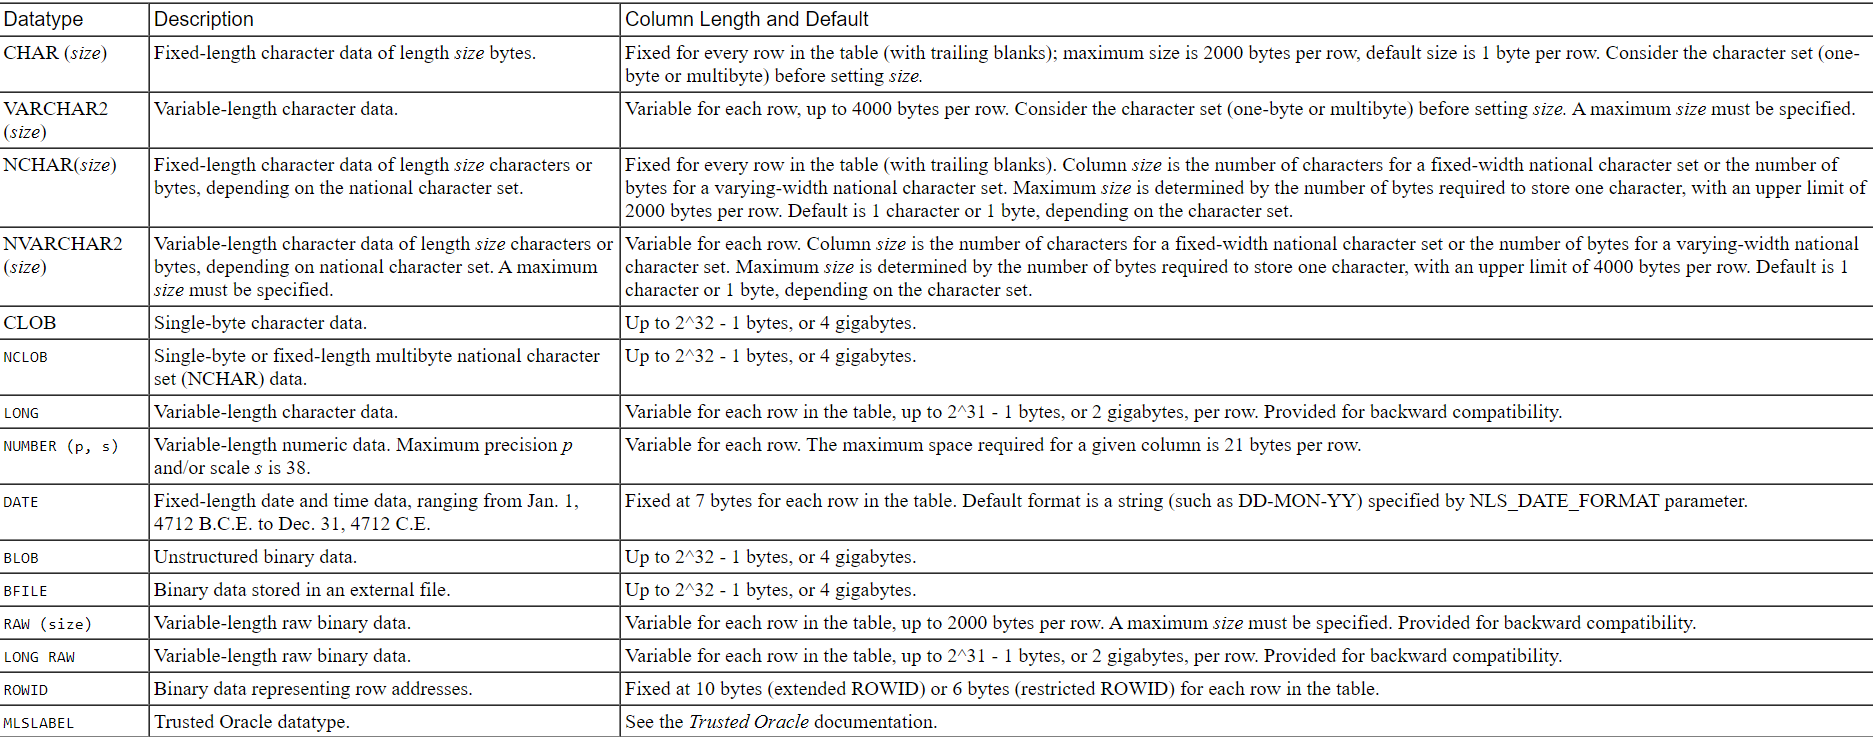 Datatype Description Column Length and Default
CHAR (size) Fixed-length character data of length size bytes. Fixed for every row in the table (with trailing blanks); maximum size is 2000 bytes per row, default size is 1 byte per row. Consider the character set (one-
byte or multibyte) before setting size.
VARCHAR2 Variable-length character data. Variable for each row, up to 4000 bytes per row. Consider the character set (one-byte or multibyte) before setting size. A maximum size must be specified.
(size)
NCHAR(size) Fixed-length character data of length size characters or Fixed for every row in the table (with trailing blanks). Column size is the number of characters for a fixed-width national character set or the number of
bytes, depending on the national character set. bytes for a varying-width national character set. Maximum size is determined by the number of bytes required to store one character, with an upper limit of
2000 bytes per row. Default is 1 character or 1 byte, depending on the character set.
NVARCHAR2 Variable-length character data of length size characters or Variable for each row. Column size is the number of characters for a fixed-width national character set or the number of bytes for a varying-width national
(size) bytes, depending on national character set. A maximum character set. Maximum size is determined by the number of bytes required to store one character, with an upper limit of 4000 bytes per row. Default is 1
size must be specified. character or 1 byte, depending on the character set.
CLOB Single-byte character data. Up to 2^32 - 1 bytes, or 4 gigabytes.
NCLOB Single-byte or fixed-length multibyte national character Up to 2^32 - 1 bytes, or 4 gigabytes.
set (NCHAR) data.
LONG Variable-length character data. Variable for each row in the table, up to 2^31 - 1 bytes, or 2 gigabytes, per row. Provided for backward compatibility.
NUMBER (p, s) Variable-length numeric data. Maximum precision p Variable for each row. The maximum space required for a given column is 21 bytes per row.
and/or scale s is 38.
DATE Fixed-length date and time data, ranging from Jan. 1, Fixed at 7 bytes for each row in the table. Default format is a string (such as DD-MON-YY) specified by NLS_DATE_FORMAT parameter.
4712 B.C.E. to Dec. 31, 4712 C.E.
BLOB Unstructured binary data. Up to 2^32 - 1 bytes, or 4 gigabytes.
BFILE Binary data stored in an external file. Up to 2^32 - 1 bytes, or 4 gigabytes.
RAW (size) Variable-length raw binary data. Variable for each row in the table, up to 2000 bytes per row. A maximum size must be specified. Provided for backward compatibility.
LONG RAW Variable-length raw binary data. Variable for each row in the table, up to 2^31 - 1 bytes, or 2 gigabytes, per row. Provided for backward compatibility.
ROWID Binary data representing row addresses. Fixed at 10 bytes (extended ROWID) or 6 bytes (restricted ROWID) for each row in the table.
MLSLABEL Trusted Oracle datatype. See the Trusted Oracle documentation.